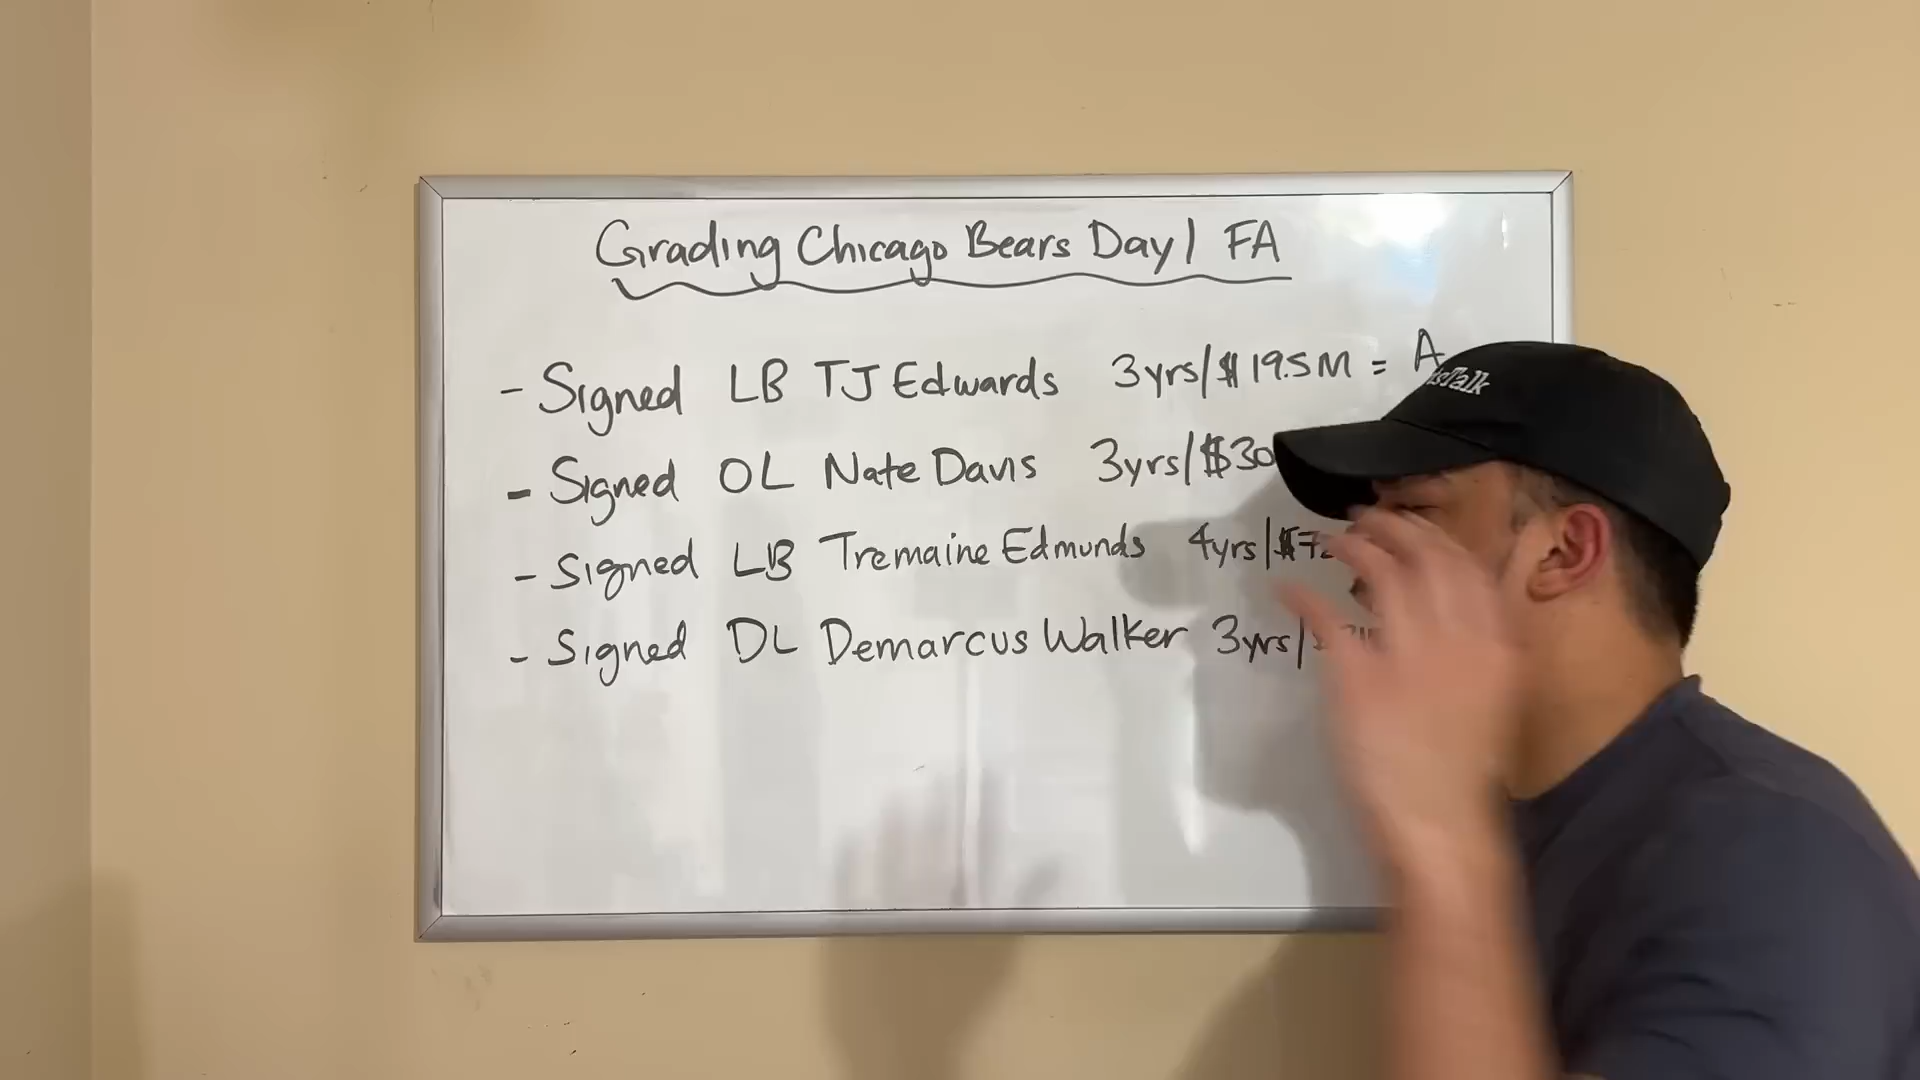 Grading Chicago Bears Day 1 FA
- Signed LB TJ Edwards 3yrs/$19.5M = A
- Signed OL Nate Davis 3yrs/$30
- Signed LB Tremaine Edmunds 4yrs/$72
- Signed DL Demarcus Walker 3yrs/